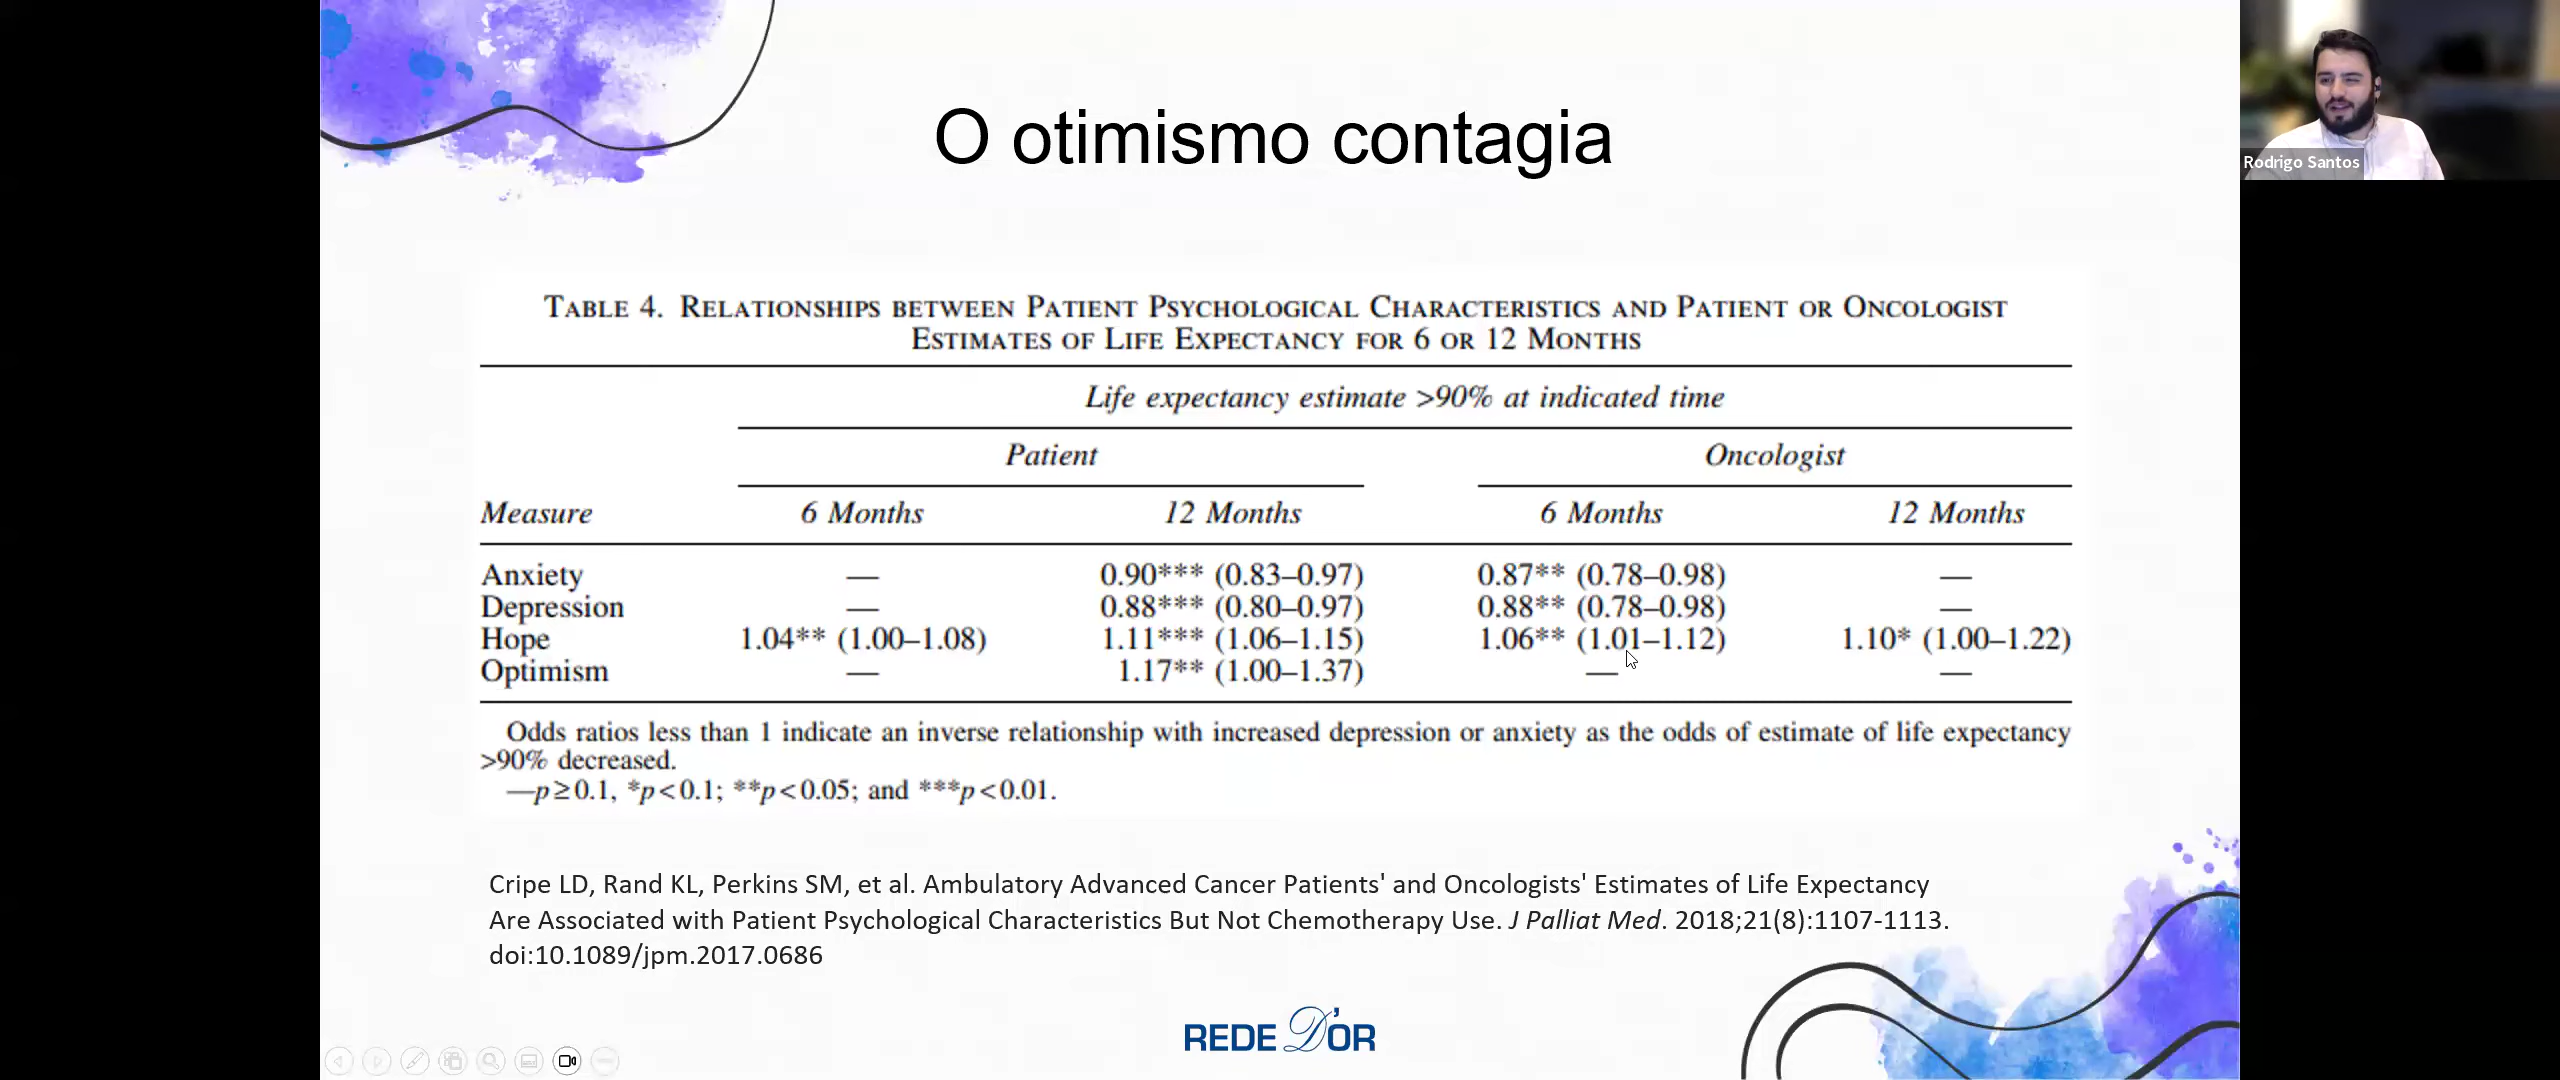 O otimismo contagia
Rodrigo Santos
TABLE 4. RELATIONSHIPS BETWEEN PATIENT PSYCHOLOGICAL CHARACTERISTICS AND PATIENT OR ONCOLOGIST
ESTIMATES OF LIFE EXPECTANCY FOR 6 OR 12 MONTHS
Life expectancy estimate >90% at indicated time
Patient Oncologist
Measure 6 Months 12 Months 6 Months 12 Months
Anxiety — 0.90*** (0.83–0.97) 0.87** (0.78–0.98) —
Depression — 0.88*** (0.80–0.97) 0.88** (0.78–0.98) —
Hope 1.04** (1.00–1.08) 1.11*** (1.06–1.15) 1.06** (1.01–1.12) 1.10* (1.00–1.22)
Optimism — 1.17** (1.00–1.37) — —
Odds ratios less than 1 indicate an inverse relationship with increased depression or anxiety as the odds of estimate of life expectancy
>90% decreased.
—p≥0.1, *p<0.1; **p<0.05; and ***p<0.01.
Cripe LD, Rand KL, Perkins SM, et al. Ambulatory Advanced Cancer Patients' and Oncologists' Estimates of Life Expectancy
Are Associated with Patient Psychological Characteristics But Not Chemotherapy Use. J Palliat Med. 2018;21(8):1107-1113.
doi:10.1089/jpm.2017.0686
REDE D'OR